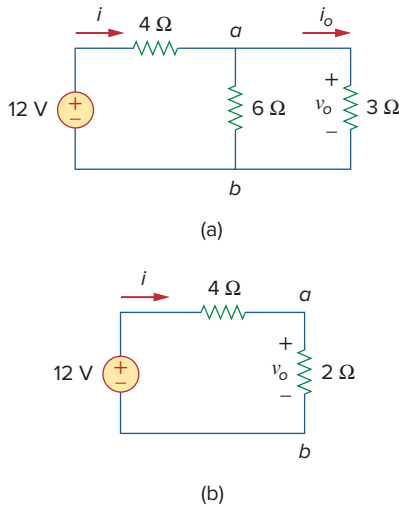 i 4 Ω a i_o
12 V + − 6 Ω + v_o − 3 Ω
b
(a)
i 4 Ω a
12 V + − + v_o − 2 Ω
b
(b)